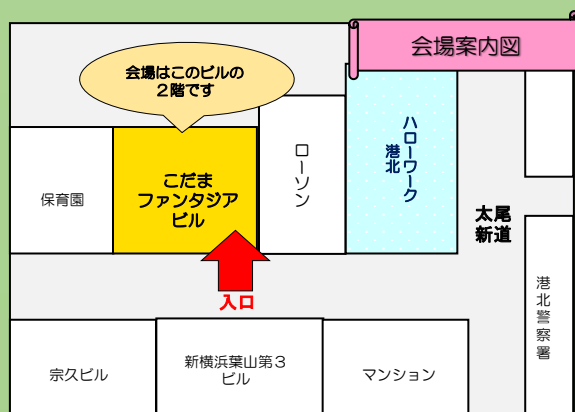 会場案内図
会場はこのビルの
2階です
保育園
こだま
ファンタジア
ビル
ローソン
ハローワーク
港北
太尾
新道
港北警察署
入口
宗久ビル
新横浜葉山第3
ビル
マンション